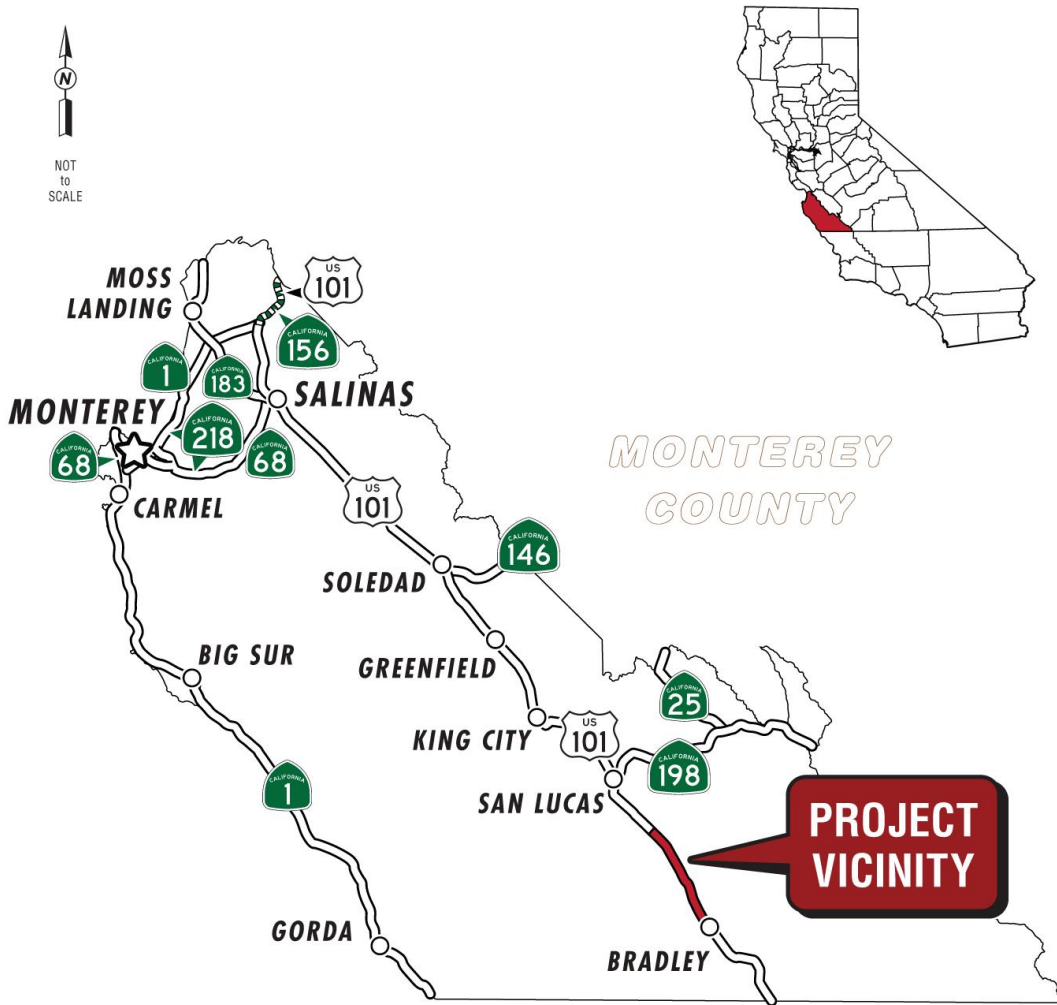 N
NOT
to
SCALE
MOSS
LANDING
US
101
CALIFORNIA
156
CALIFORNIA
1
CALIFORNIA
183
SALINAS
MONTEREY
CALIFORNIA
218
CALIFORNIA
68
CALIFORNIA
68
CARMEL
MONTEREY
COUNTY
US
101
CALIFORNIA
146
SOLEDAD
BIG SUR
GREENFIELD
CALIFORNIA
25
KING CITY
US
101
CALIFORNIA
198
SAN LUCAS
CALIFORNIA
1
PROJECT
VICINITY
GORDA
BRADLEY